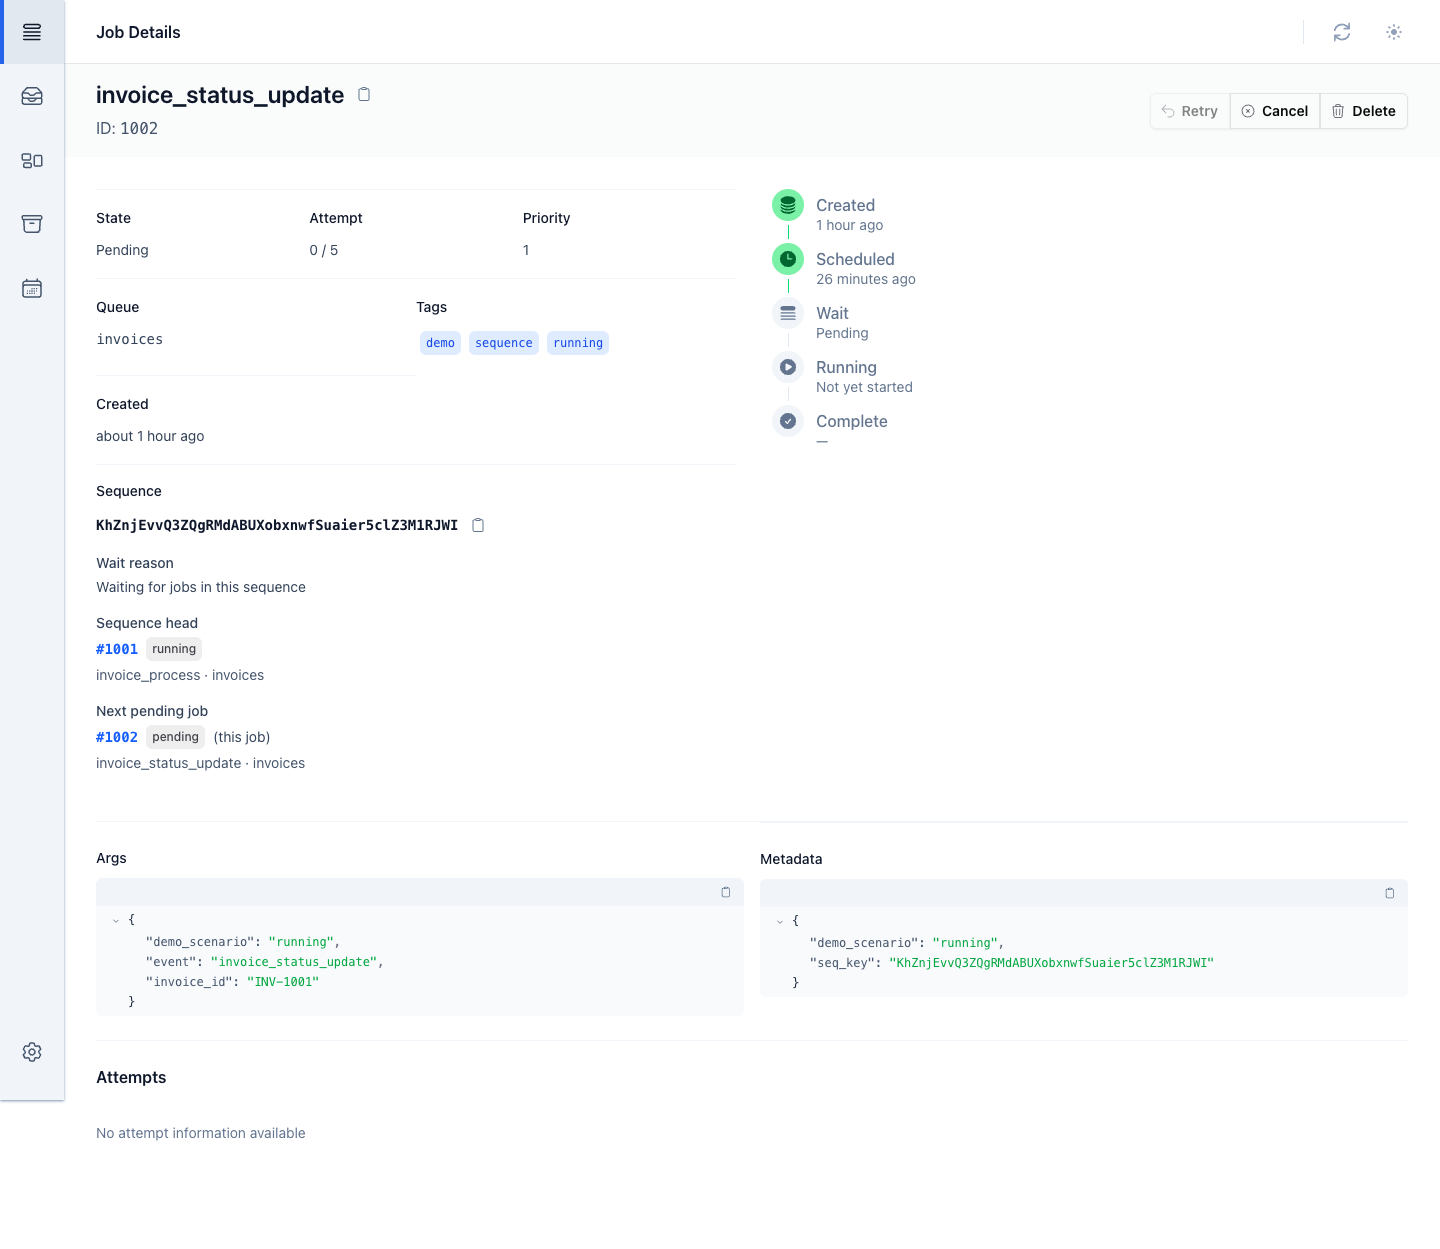 Job Details
invoice_status_update
ID: 1002
Retry
Cancel
Delete
State
Attempt
Priority
Pending
0 / 5
1
Queue
Tags
invoices
demo
sequence
running
Created
about 1 hour ago
Created
1 hour ago
Scheduled
26 minutes ago
Wait
Pending
Running
Not yet started
Complete
—
Sequence
KhZnjEvvQ3ZQgRMdABUXobxnwfSuaier5clZ3M1RJWI
Wait reason
Waiting for jobs in this sequence
Sequence head
#1001 running
invoice_process · invoices
Next pending job
#1002 pending (this job)
invoice_status_update · invoices
Args
{
"demo_scenario": "running",
"event": "invoice_status_update",
"invoice_id": "INV-1001"
}
Metadata
{
"demo_scenario": "running",
"seq_key": "KhZnjEvvQ3ZQgRMdABUXobxnwfSuaier5clZ3M1RJWI"
}
Attempts
No attempt information available